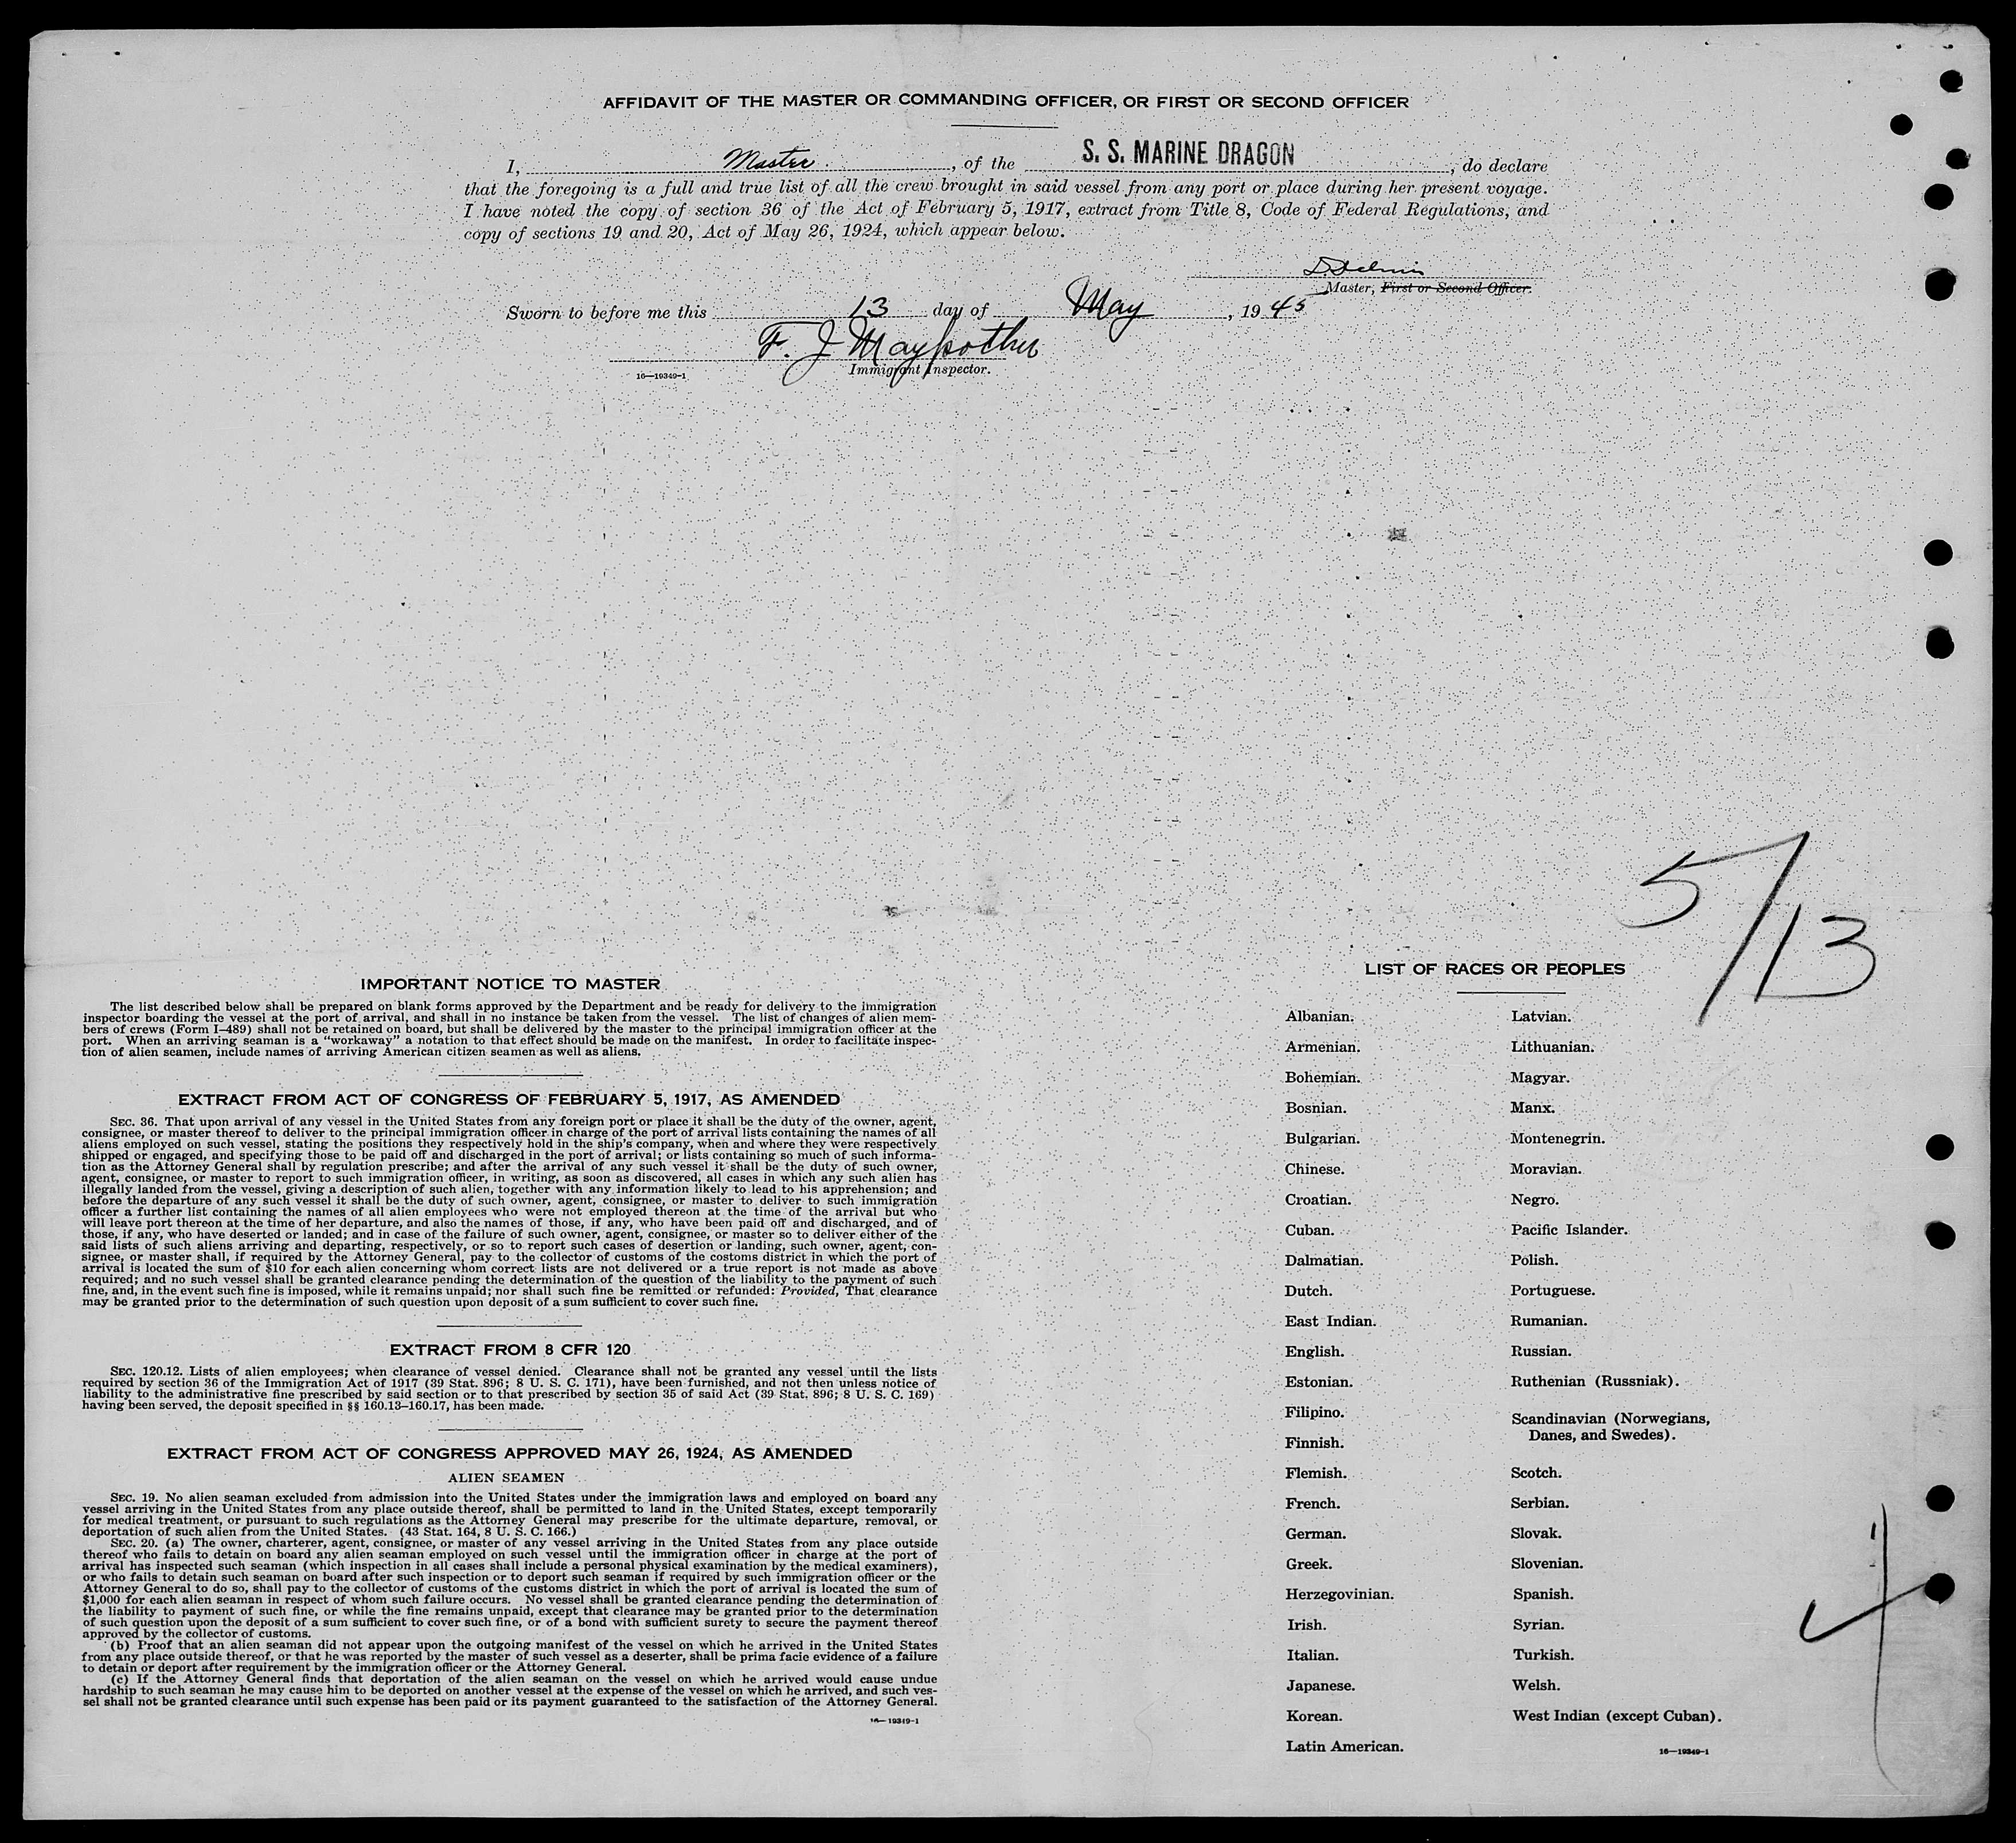 AFFIDAVIT OF THE MASTER OR COMMANDING OFFICER, OR FIRST OR SECOND OFFICER
I, Master, of the S. S. MARINE DRAGON, do declare
that the foregoing is a full and true list of all the crew brought in said vessel from any port or place during her present voyage.
I have noted the copy of section 36 of the Act of February 5, 1917, extract from Title 8, Code of Federal Regulations, and
copy of sections 19 and 20, Act of May 26, 1924, which appear below.
Master, First or Second Officer.
Sworn to before me this 13 day of May, 1945
F. J. Maypother
Immigrant Inspector.
16—19349-1
5/13
IMPORTANT NOTICE TO MASTER
The list described below shall be prepared on blank forms approved by the Department and be ready for delivery to the immigration
inspector boarding the vessel at the port of arrival, and shall in no instance be taken from the vessel. The list of changes of alien mem-
bers of crews (Form I–489) shall not be retained on board, but shall be delivered by the master to the principal immigration officer at the
port. When an arriving seaman is a "workaway" a notation to that effect should be made on the manifest. In order to facilitate inspec-
tion of alien seamen, include names of arriving American citizen seamen as well as aliens.
EXTRACT FROM ACT OF CONGRESS OF FEBRUARY 5, 1917, AS AMENDED
SEC. 36. That upon arrival of any vessel in the United States from any foreign port or place it shall be the duty of the owner, agent,
consignee, or master thereof to deliver to the principal immigration officer in charge of the port of arrival lists containing the names of all
aliens employed on such vessel, stating the positions they respectively hold in the ship's company, when and where they were respectively
shipped or engaged, and specifying those to be paid off and discharged in the port of arrival; or lists containing so much of such informa-
tion as the Attorney General shall by regulation prescribe; and after the arrival of any such vessel it shall be the duty of such owner,
agent, consignee, or master to report to such immigration officer, in writing, as soon as discovered, all cases in which any such alien has
illegally landed from the vessel, giving a description of such alien, together with any information likely to lead to his apprehension; and
before the departure of any such vessel it shall be the duty of such owner, agent, consignee, or master to deliver to such immigration
officer a further list containing the names of all alien employees who were not employed thereon at the time of the arrival but who
will leave port thereon at the time of her departure, and also the names of those, if any, who have been paid off and discharged, and of
those, if any, who have deserted or landed; and in case of the failure of such owner, agent, consignee, or master so to deliver either of the
said lists of such aliens arriving and departing, respectively, or so to report such cases of desertion or landing, such owner, agent, con-
signee, or master shall, if required by the Attorney General, pay to the collector of customs of the costoms district in which the port of
arrival is located the sum of $10 for each alien concerning whom correct lists are not delivered or a true report is not made as above
required; and no such vessel shall be granted clearance pending the determination of the question of the liability to the payment of such
fine, and, in the event such fine is imposed, while it remains unpaid; nor shall such fine be remitted or refunded: Provided, That clearance
may be granted prior to the determination of such question upon deposit of a sum sufficient to cover such fine.
EXTRACT FROM 8 CFR 120
SEC. 120.12. Lists of alien employees; when clearance of vessel denied. Clearance shall not be granted any vessel until the lists
required by section 36 of the Immigration Act of 1917 (39 Stat. 896; 8 U. S. C. 171), have been furnished, and not then unless notice of
liability to the administrative fine prescribed by said section or to that prescribed by section 35 of said Act (39 Stat. 896; 8 U. S. C. 169)
having been served, the deposit specified in §§ 160.13–160.17, has been made.
EXTRACT FROM ACT OF CONGRESS APPROVED MAY 26, 1924, AS AMENDED
ALIEN SEAMEN
SEC. 19. No alien seaman excluded from admission into the United States under the immigration laws and employed on board any
vessel arriving in the United States from any place outside thereof, shall be permitted to land in the United States, except temporarily
for medical treatment, or pursuant to such regulations as the Attorney General may prescribe for the ultimate departure, removal, or
deportation of such alien from the United States. (43 Stat. 164, 8 U. S. C. 166.)
SEC. 20. (a) The owner, charterer, agent, consignee, or master of any vessel arriving in the United States from any place outside
thereof who fails to detain on board any alien seaman employed on such vessel until the immigration officer in charge at the port of
arrival has inspected such seaman (which inspection in all cases shall include a personal physical examination by the medical examiners),
or who fails to detain such seaman on board after such inspection or to deport such seaman if required by such immigration officer or the
Attorney General to do so, shall pay to the collector of customs of the customs district in which the port of arrival is located the sum of
$1,000 for each alien seaman in respect of whom such failure occurs. No vessel shall be granted clearance pending the determination of
the liability to payment of such fine, or while the fine remains unpaid, except that clearance may be granted prior to the determination
of such question upon the deposit of a sum sufficient to cover such fine, or of a bond with sufficient surety to secure the payment thereof
approved by the collector of customs.
(b) Proof that an alien seaman did not appear upon the outgoing manifest of the vessel on which he arrived in the United States
from any place outside thereof, or that he was reported by the master of such vessel as a deserter, shall be prima facie evidence of a failure
to detain or deport after requirement by the immigration officer or the Attorney General.
(c) If the Attorney General finds that deportation of the alien seaman on the vessel on which he arrived would cause undue
hardship to such seaman he may cause him to be deported on another vessel at the expense of the vessel on which he arrived, and such ves-
sel shall not be granted clearance until such expense has been paid or its payment guaranteed to the satisfaction of the Attorney General.
16—19349-1
LIST OF RACES OR PEOPLES
Albanian.
Armenian.
Bohemian.
Bosnian.
Bulgarian.
Chinese.
Croatian.
Cuban.
Dalmatian.
Dutch.
East Indian.
English.
Estonian.
Filipino.
Finnish.
Flemish.
French.
German.
Greek.
Herzegovinian.
Irish.
Italian.
Japanese.
Korean.
Latin American.
Latvian.
Lithuanian.
Magyar.
Manx.
Montenegrin.
Moravian.
Negro.
Pacific Islander.
Polish.
Portuguese.
Rumanian.
Russian.
Ruthenian (Russniak).
Scandinavian (Norwegians,
Danes, and Swedes).
Scotch.
Serbian.
Slovak.
Slovenian.
Spanish.
Syrian.
Turkish.
Welsh.
West Indian (except Cuban).
16—19349-1